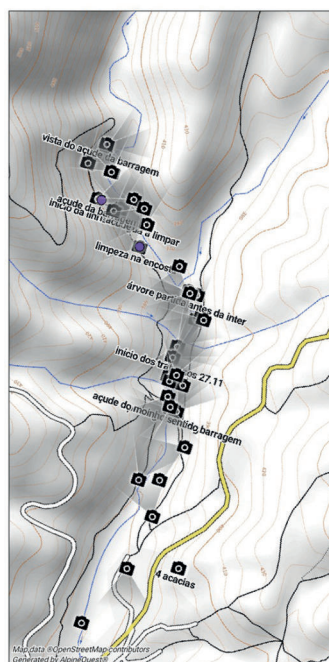 vista do açude da barragem
açude da barragem
limpar
limpeza na encosta
árvore partida antes da inter
início dos trabalhos 27.11
açude do moinho sentido barragem
4 acacias
Map data ©OpenStreetMap contributors
Generated by AlpineQuest®